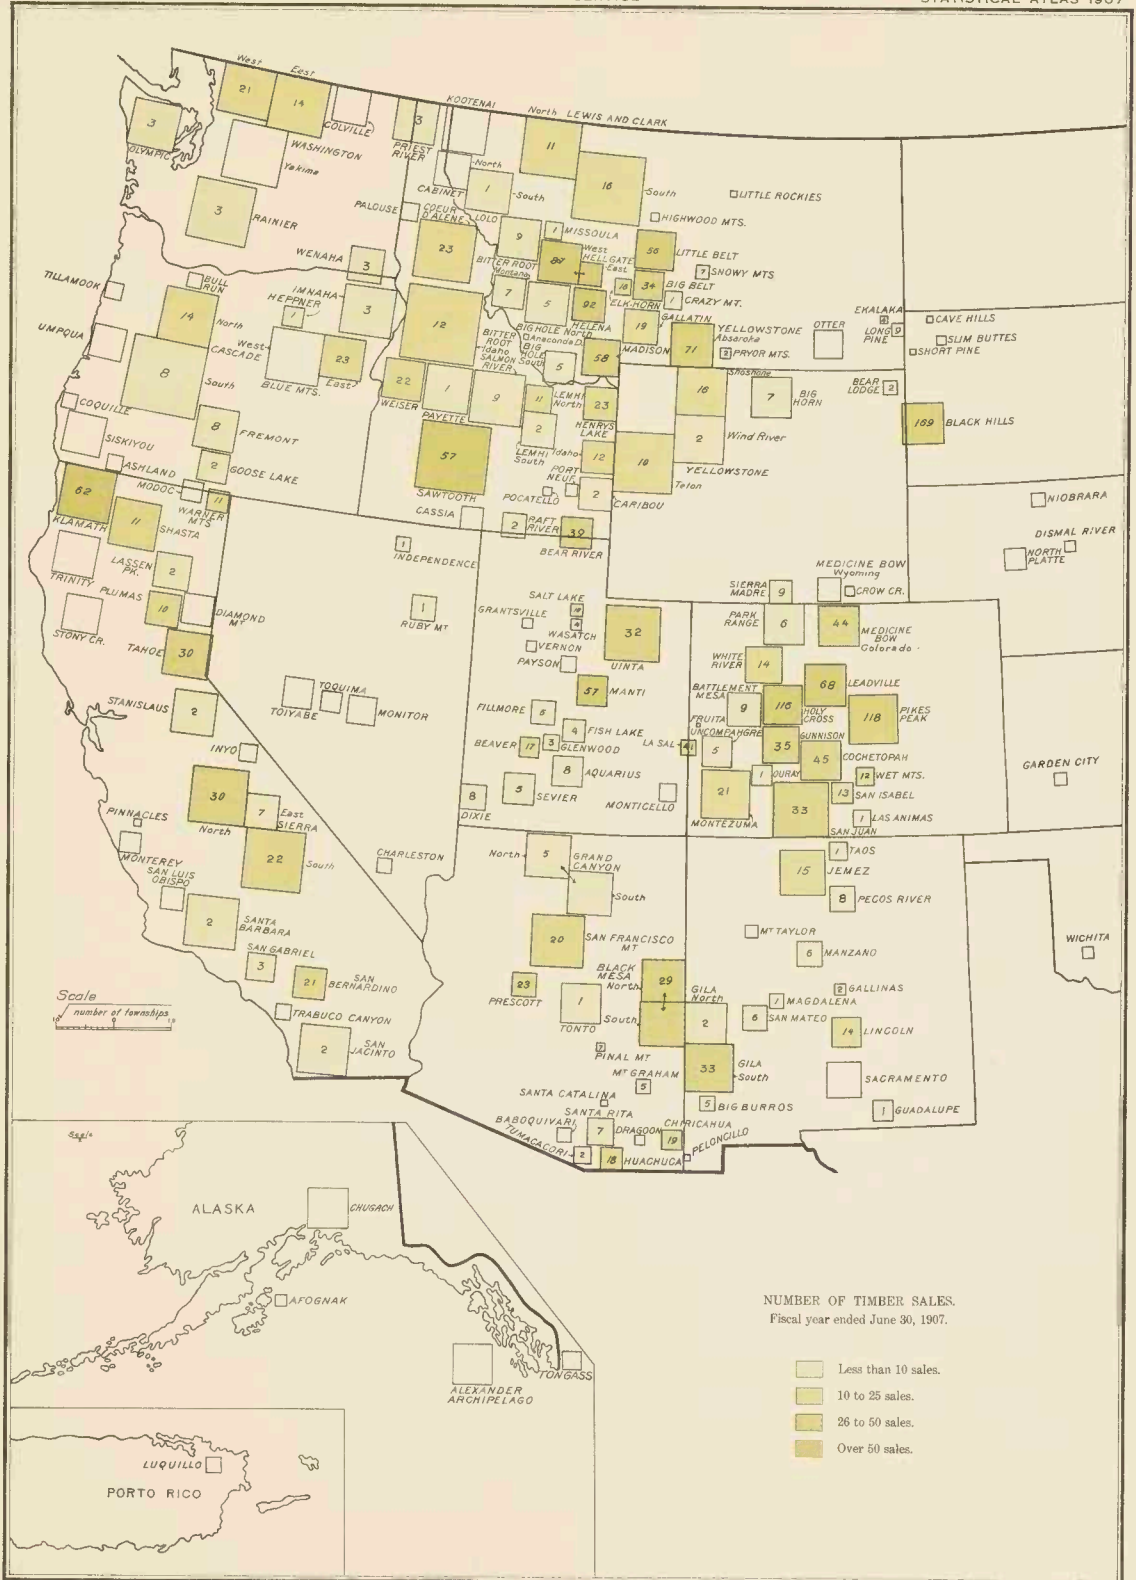 STATISTICAL ATLAS 1907
West
East
21
14
COLVILLE
3
PRIEST RIVER
KOOTENAI
North LEWIS AND CLARK
11
16
South
3
OLYMPIC
WASHINGTON
Yakima
North
CABINET
1
South
LOLO
LITTLE ROCKIES
HIGHWOOD MTS.
3
RAINIER
PALOUSE
COEUR D'ALENE
23
9
1
MISSOULA
87
West
HELLGATE
East
56
LITTLE BELT
WENAHA
3
BITTER ROOT
Montana
7
5
92
HELENA
34
BIG BELT
7
SNOWY MTS
1
CRAZY MT.
ELK-HORN
TILLAMOOK
BULL RUN
IMNAHA
HEPPNER
1
3
12
BIG HOLE North
Anaconda D.
BIG HOLE
South
GALLATIN
19
MADISON
71
YELLOWSTONE
Absaroka
2
PRYOR MTS.
OTTER
EKALAKA
LONG PINE
9
CAVE HILLS
SLIM BUTTES
SHORT PINE
UMPQUA
14
North
CASCADE
West
BLUE MTS.
23
East
BITTER ROOT
Idaho
SALMON RIVER
5
58
8
South
22
WEISER
1
PAYETTE
9
11
LEMHI
North
23
HENRYS LAKE
16
Shoshone
7
BIG HORN
BEAR LODGE
2
169
BLACK HILLS
COQUILLE
SISKIYOU
8
FREMONT
57
SAWTOOTH
2
LEMHI
South
Idaho
12
2
Wind River
YELLOWSTONE
Teton
ASHLAND
MODOC
2
GOOSE LAKE
PORT NEUF
POCATELLO
2
CARIBOU
62
KLAMATH
11
SHASTA
11
WARNER MTS
CASSIA
2
RAFT RIVER
39
BEAR RIVER
NIOBRARA
DISMAL RIVER
NORTH PLATTE
TRINITY
LASSEN PK.
2
1
INDEPENDENCE
MEDICINE BOW
Wyoming
CROW CR.
STONY CR.
PLUMAS
10
DIAMOND MT
1
RUBY MT
SALT LAKE
GRANTSVILLE
WASATCH
32
UINTA
SIERRA MADRE
9
PARK RANGE
6
44
MEDICINE BOW
Colorado
TAHOE
30
VERNON
PAYSON
57
MANTI
WHITE RIVER
14
BATTLEMENT MESA
9
116
HOLY CROSS
68
LEADVILLE
118
PIKES PEAK
STANISLAUS
2
TOIYABE
TOQUIMA
MONITOR
FILLMORE
4
FISH LAKE
FRUITA
UNCOMPAHGRE
5
35
GUNNISON
45
COCHETOPAH
BEAVER
17
3
GLENWOOD
LA SAL
INYO
8
AQUARIUS
1
OURAY
12
WET MTS.
GARDEN CITY
30
North
7
East
SIERRA
8
DIXIE
5
SEVIER
MONTICELLO
21
MONTEZUMA
33
SAN JUAN
13
SAN ISABEL
1
LAS ANIMAS
PINNACLES
MONTEREY
22
South
CHARLESTON
North
5
GRAND CANYON
South
1
TAOS
15
JEMEZ
SAN LUIS OBISPO
2
SANTA BARBARA
8
PECOS RIVER
20
SAN FRANCISCO MT
MT TAYLOR
6
MANZANO
WICHITA
SAN GABRIEL
3
21
SAN BERNARDINO
23
PRESCOTT
BLACK MESA
North
29
GILA
North
2
GALLINAS
1
MAGDALENA
Scale
number of townships
TRABUCO CANYON
1
TONTO
South
2
6
SAN MATEO
14
LINCOLN
2
SAN JACINTO
PINAL MT
33
GILA
South
SACRAMENTO
MT GRAHAM
5
SANTA CATALINA
5
BIG BURROS
1
GUADALUPE
SANTA RITA
BABOQUIVARI
7
DRAGOON
CHIRICAHUA
19
TUMACACORI
2
18
HUACHUCA
PELONCILLO
Scale
ALASKA
CHUGACH
AFOGNAK
ALEXANDER ARCHIPELAGO
TONGASS
LUQUILLO
PORTO RICO
NUMBER OF TIMBER SALES.
Fiscal year ended June 30, 1907.
Less than 10 sales.
10 to 25 sales.
26 to 50 sales.
Over 50 sales.